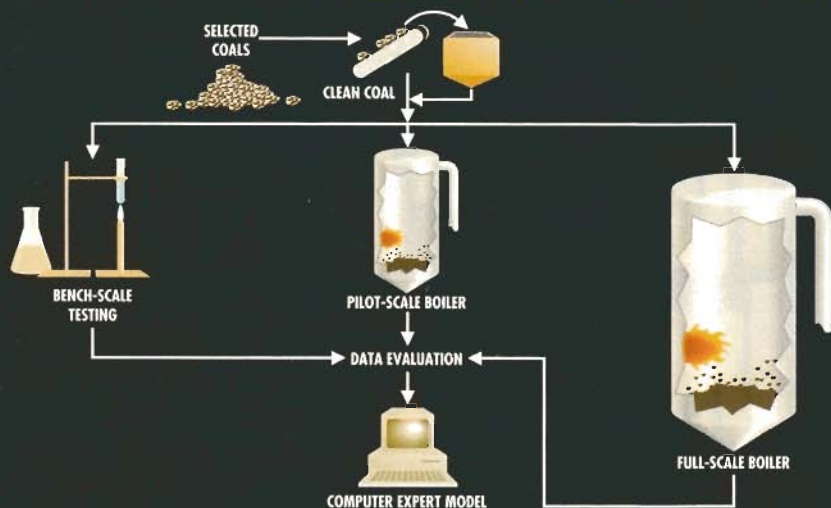 SELECTED
COALS
CLEAN COAL
BENCH-SCALE
TESTING
PILOT-SCALE BOILER
DATA EVALUATION
FULL-SCALE BOILER
COMPUTER EXPERT MODEL